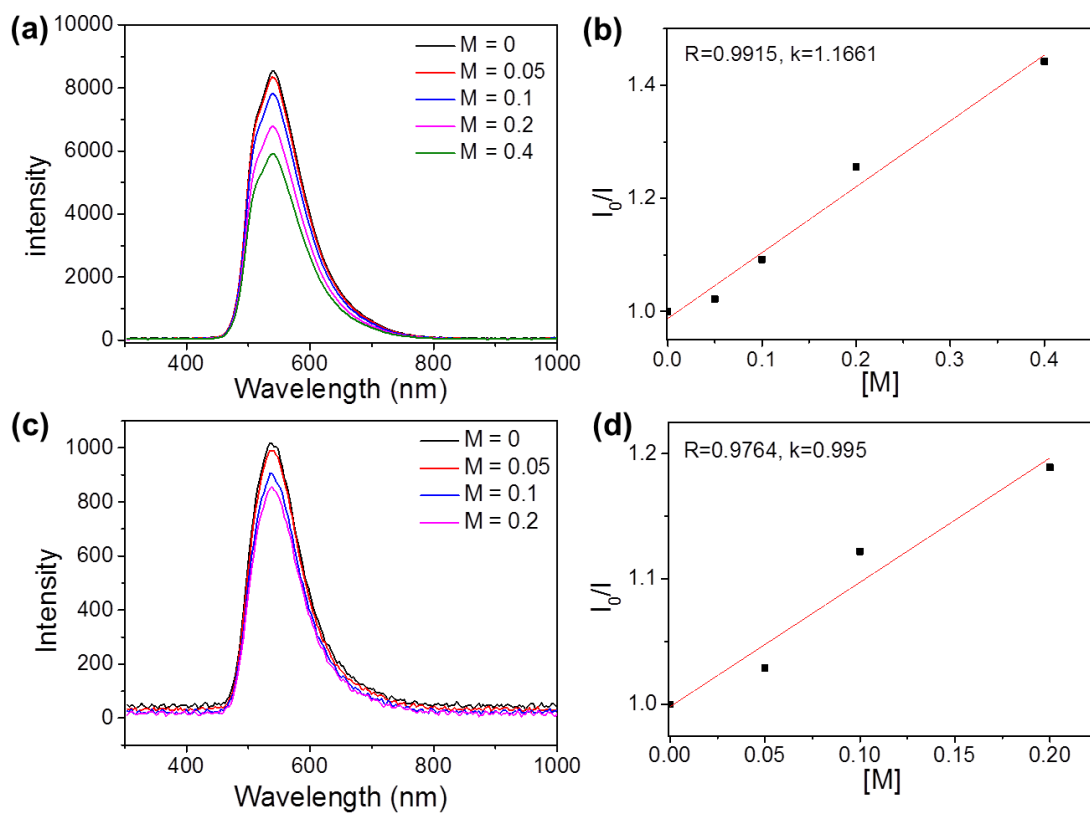 (a)
10000
8000
6000
4000
2000
0
intensity
M = 0
M = 0.05
M = 0.1
M = 0.2
M = 0.4
400
600
800
1000
Wavelength (nm)
(b)
R=0.9915, k=1.1661
1.4
1.2
1.0
I₀/I
0.0
0.1
0.2
0.3
0.4
[M]
(c)
1000
800
600
400
200
0
Intensity
M = 0
M = 0.05
M = 0.1
M = 0.2
400
600
800
1000
Wavelength (nm)
(d)
R=0.9764, k=0.995
1.2
1.1
1.0
I₀/I
0.00
0.05
0.10
0.15
0.20
[M]